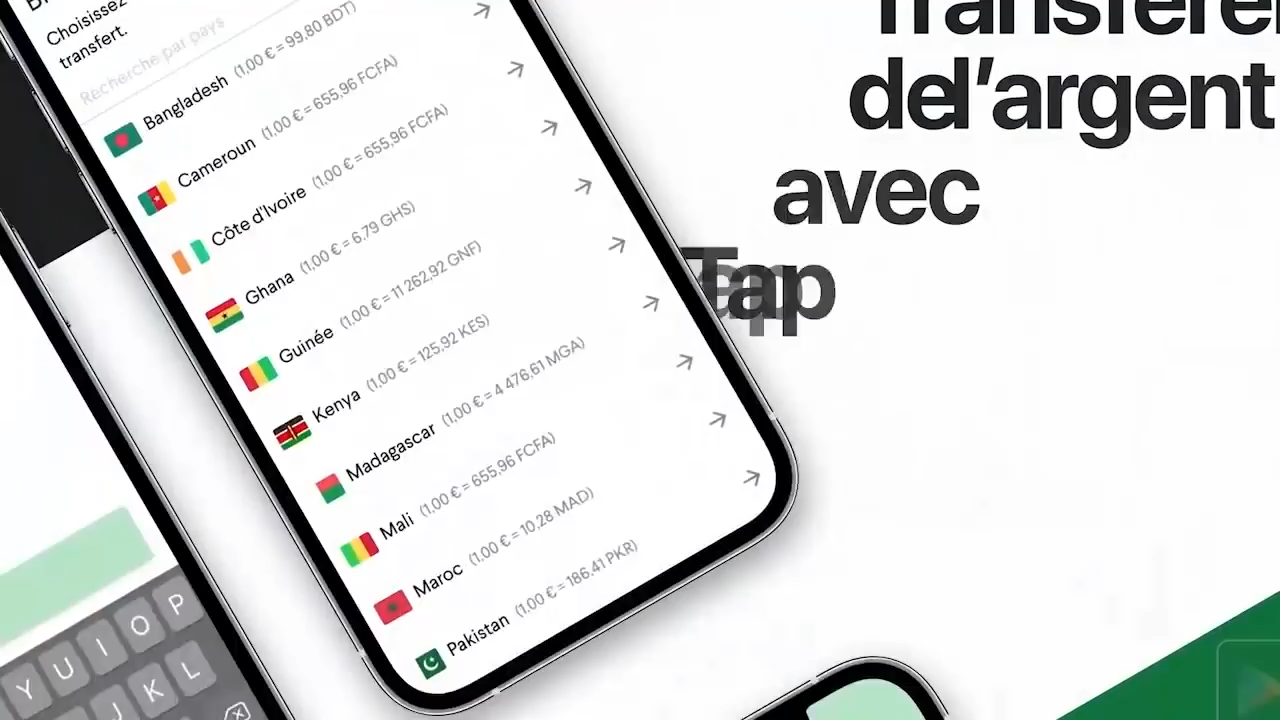 Choisissez
transfert.
Recherche par pays
Bangladesh (1,00 € = 99,80 BDT)
Cameroun (1,00 € = 655,96 FCFA)
Côte d'Ivoire (1,00 € = 655,96 FCFA)
Ghana (1,00 € = 6,79 GHS)
Guinée (1,00 € = 11 262,92 GNF)
Kenya (1,00 € = 125,92 KES)
Madagascar (1,00 € = 4 476,61 MGA)
Mali (1,00 € = 655,96 FCFA)
Maroc (1,00 € = 10,28 MAD)
Pakistan (1,00 € = 186,41 PKR)
de l'argent
avec
Tap
Y U I O P
J K L